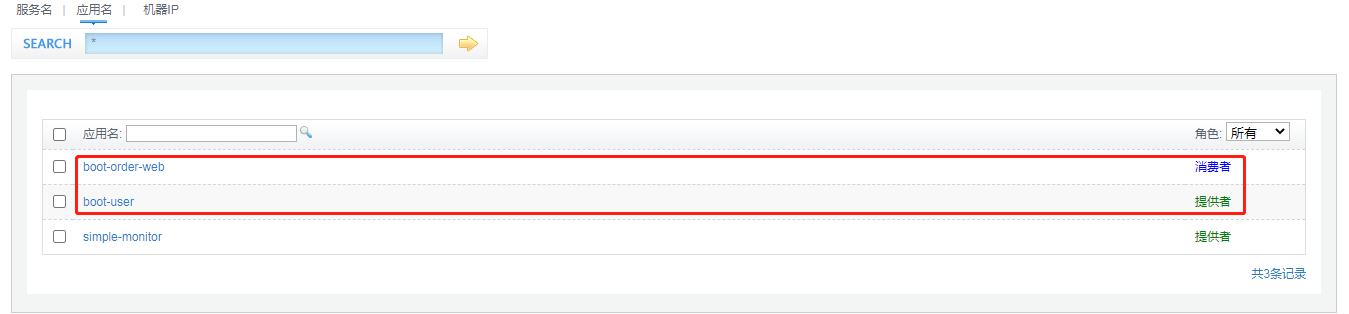 服务名 | 应用名 | 机器IP
SEARCH *
应用名: 角色: 所有
boot-order-web 消费者
boot-user 提供者
simple-monitor 提供者
共3条记录